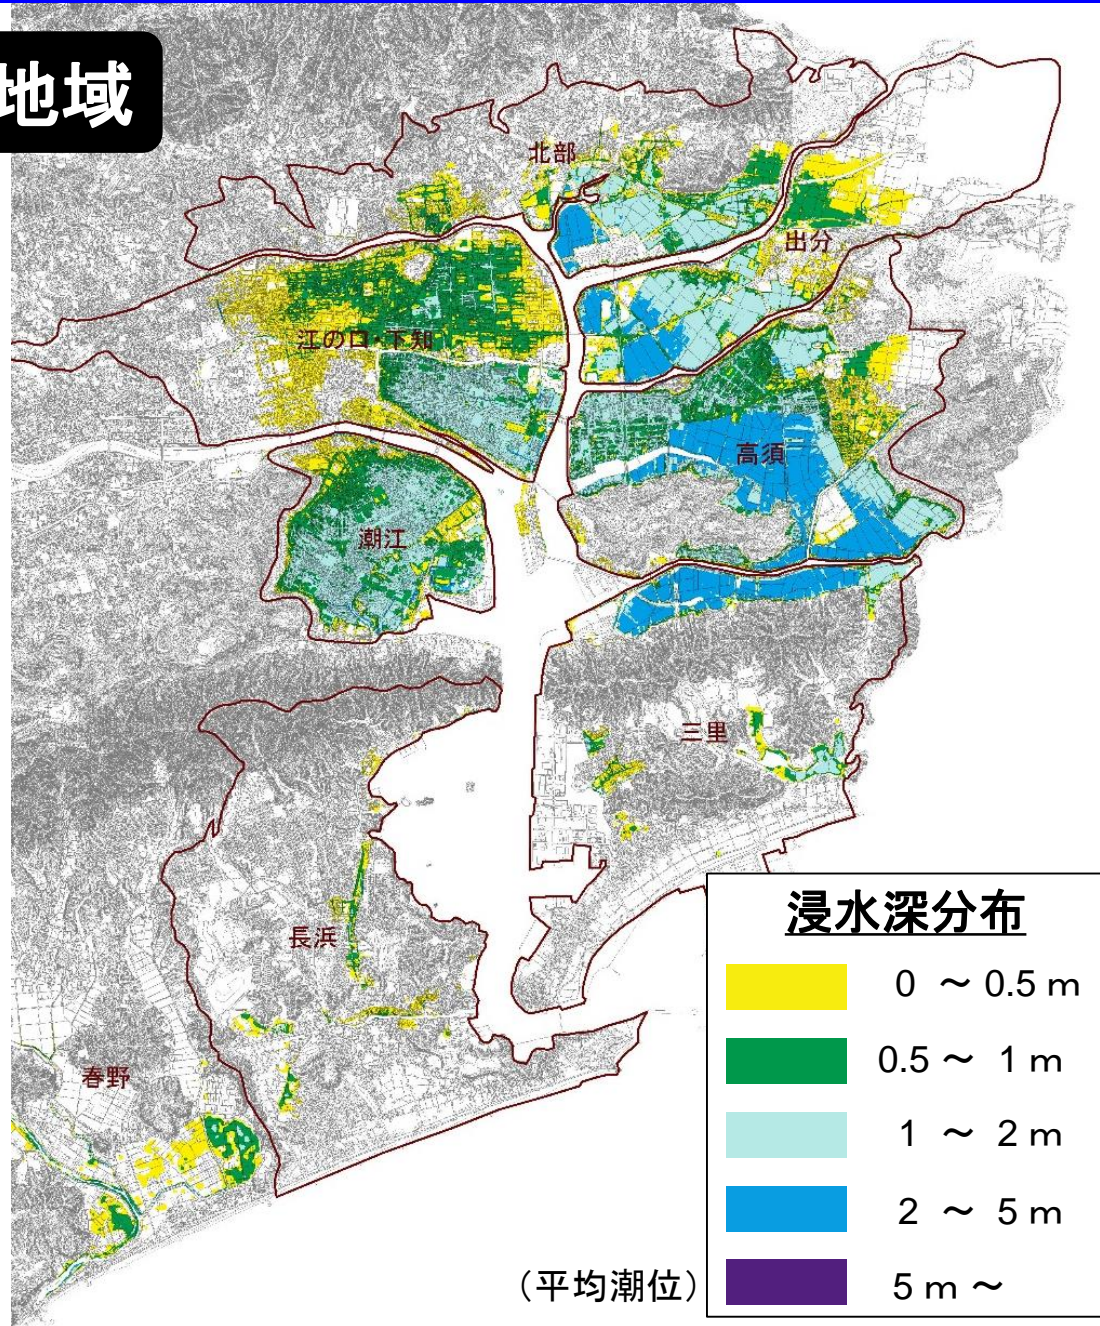 地域
北部
出分
江の口・下知
高須
潮江
三里
長浜
春野
浸水深分布
0 ～ 0.5 m
0.5 ～ 1 m
1 ～ 2 m
2 ～ 5 m
5 m ～
（平均潮位）